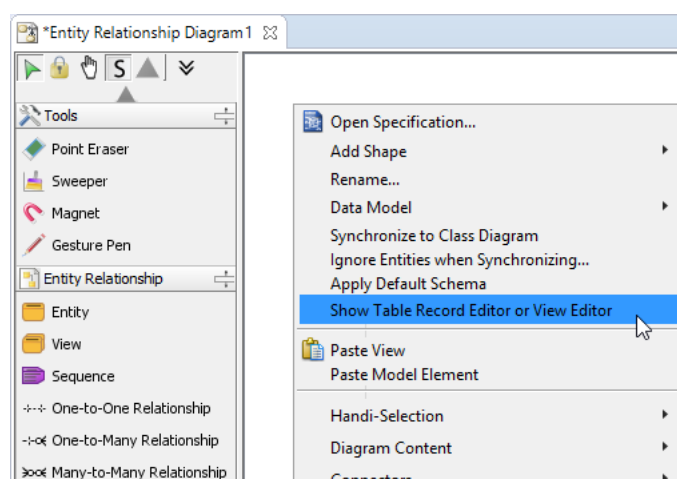 *Entity Relationship Diagram1
S
Tools
Point Eraser
Sweeper
Magnet
Gesture Pen
Entity Relationship
Entity
View
Sequence
One-to-One Relationship
One-to-Many Relationship
Many-to-Many Relationship
Open Specification...
Add Shape
Rename...
Data Model
Synchronize to Class Diagram
Ignore Entities when Synchronizing...
Apply Default Schema
Show Table Record Editor or View Editor
Paste View
Paste Model Element
Handi-Selection
Diagram Content
Connectors